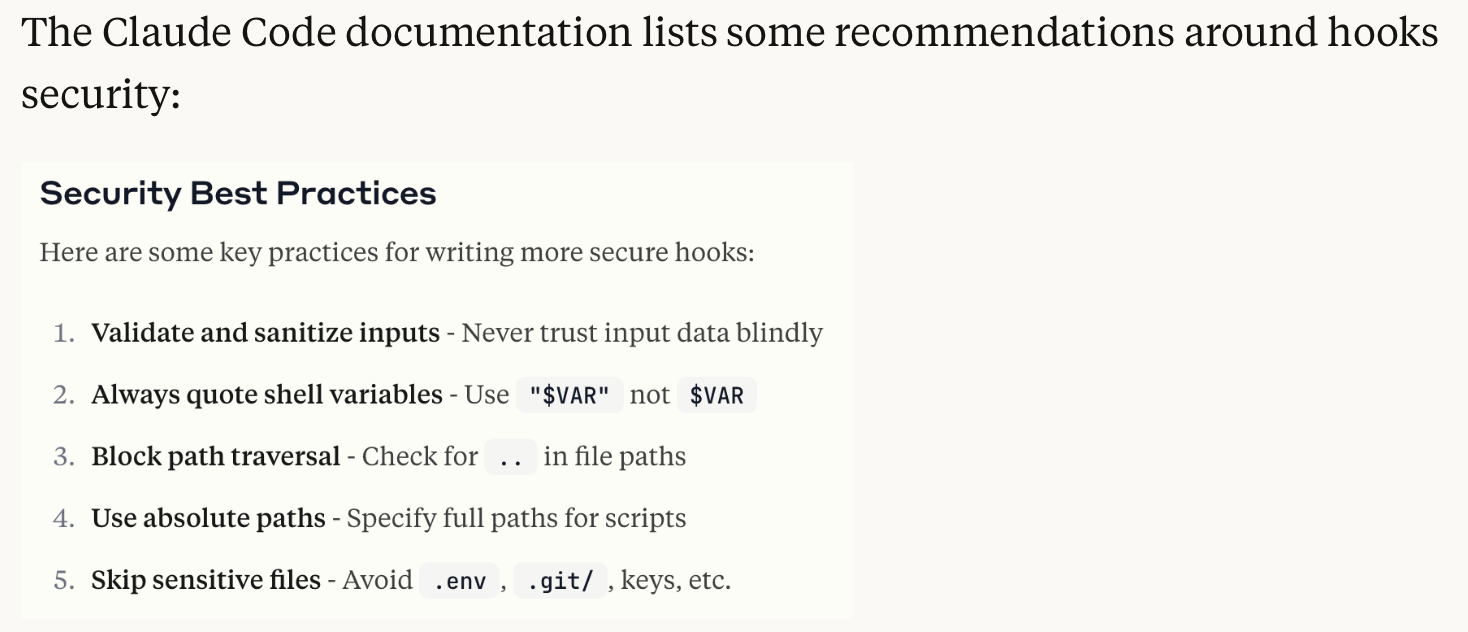 The Claude Code documentation lists some recommendations around hooks
security:
Security Best Practices
Here are some key practices for writing more secure hooks:
1. Validate and sanitize inputs - Never trust input data blindly
2. Always quote shell variables - Use "$VAR" not $VAR
3. Block path traversal - Check for .. in file paths
4. Use absolute paths - Specify full paths for scripts
5. Skip sensitive files - Avoid .env , .git/ , keys, etc.